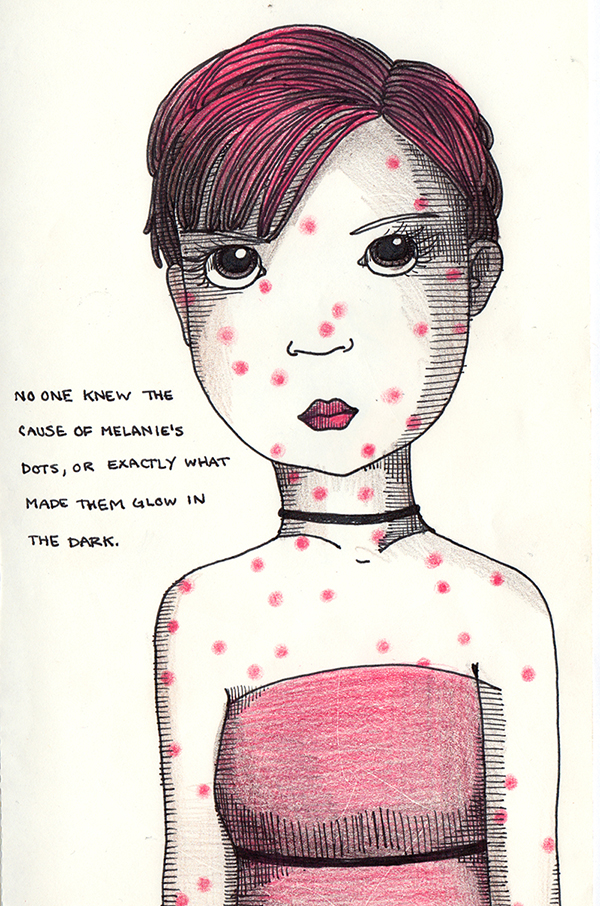 NO ONE KNEW THE
CAUSE OF MELANIE'S
DOTS, OR EXACTLY WHAT
MADE THEM GLOW IN
THE DARK.